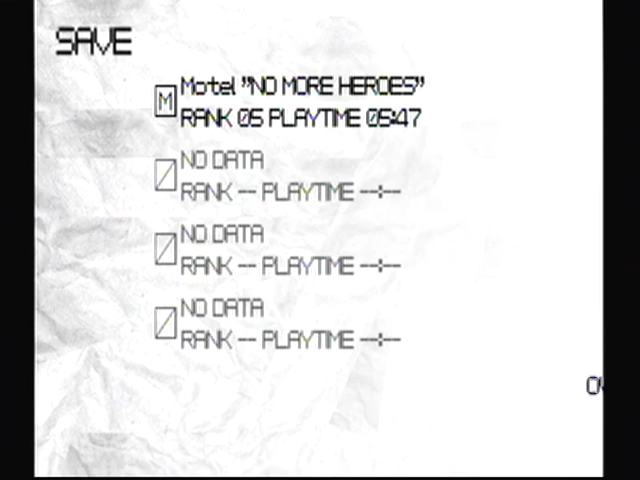 SAVE
M
Motel "NO MORE HEROES"
RANK 05 PLAYTIME 05:47
NO DATA
RANK -- PLAYTIME --:--
NO DATA
RANK -- PLAYTIME --:--
NO DATA
RANK -- PLAYTIME --:--